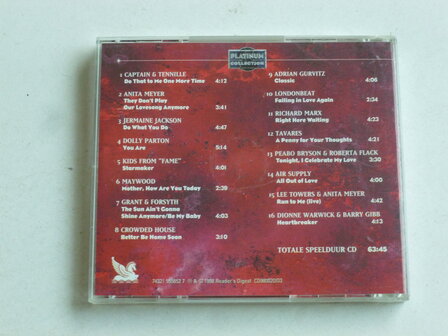 PLATINUM
COLLECTION
1 CAPTAIN & TENNILLE
Do That to Me One More Time 4:12
2 ANITA MEYER
They Don't Play
Our Lovesong Anymore 3:41
3 JERMAINE JACKSON
Do What You Do 4:47
4 DOLLY PARTON
You Are 5:14
5 KIDS FROM "FAME"
Starmaker 4:01
6 MAYWOOD
Mother, How Are You Today 2:39
7 GRANT & FORSYTH
The Sun Ain't Gonna
Shine Anymore/Be My Baby 4:03
8 CROWDED HOUSE
Better Be Home Soon 3:10
9 ADRIAN GURVITZ
Classic 4:06
10 LONDONBEAT
Falling in Love Again 2:34
11 RICHARD MARX
Right Here Waiting 4:23
12 TAVARES
A Penny for Your Thoughts 4:21
13 PEABO BRYSON & ROBERTA FLACK
Tonight, I Celebrate My Love 3:30
14 AIR SUPPLY
All Out of Love 4:00
15 LEE TOWERS & ANITA MEYER
Run to Me (live) 3:42
16 DIONNE WARWICK & BARRY GIBB
Heartbreaker 4:13
TOTALE SPEELDUUR CD 63:45
℗ © 1998 Reader's Digest